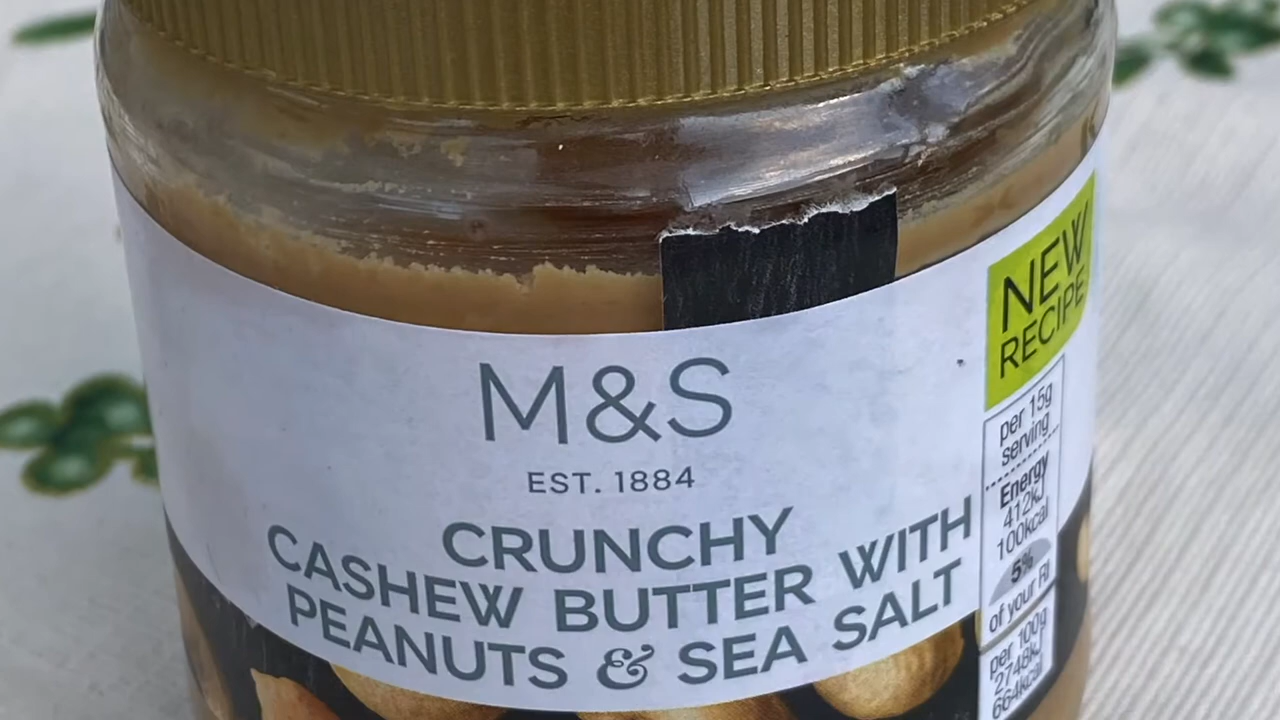 M&S
EST. 1884
CRUNCHY
CASHEW BUTTER WITH
PEANUTS & SEA SALT
NEW
RECIPE
per 15g
serving
Energy
412kJ
100kcal
5%
of your RI
per 100g
2748kJ
664kcal